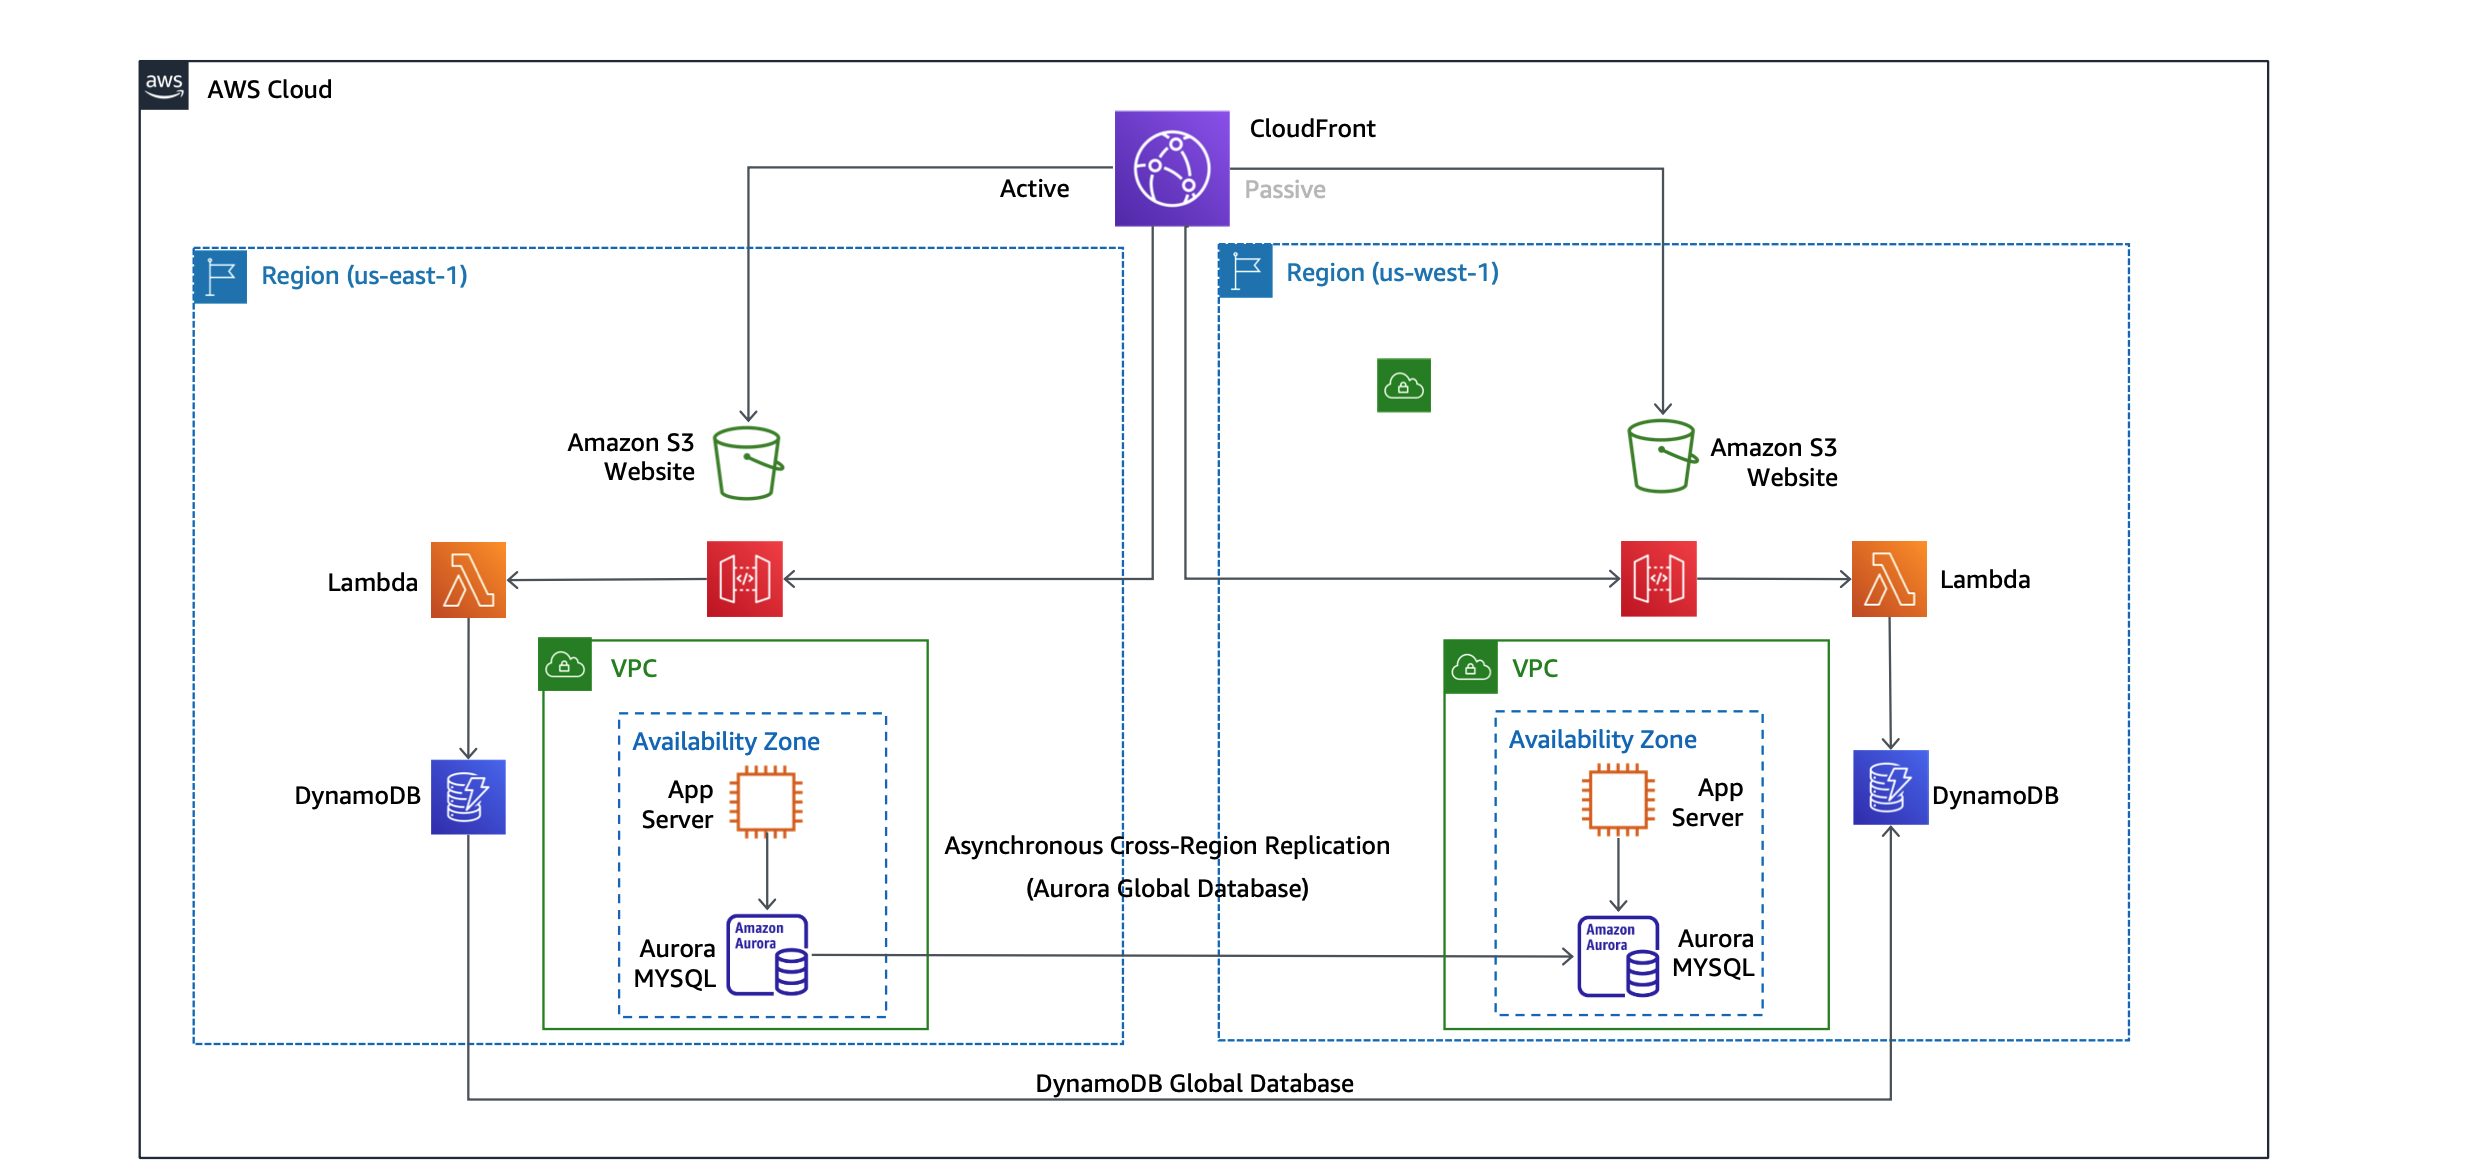 aws
AWS Cloud
CloudFront
Active
Passive
Region (us-east-1)
Region (us-west-1)
Amazon S3
Website
Amazon S3
Website
Lambda
</>
</>
Lambda
VPC
VPC
Availability Zone
Availability Zone
DynamoDB
App
Server
App
Server
DynamoDB
Asynchronous Cross-Region Replication
(Aurora Global Database)
Aurora
MYSQL
Amazon
Aurora
Amazon
Aurora
Aurora
MYSQL
DynamoDB Global Database